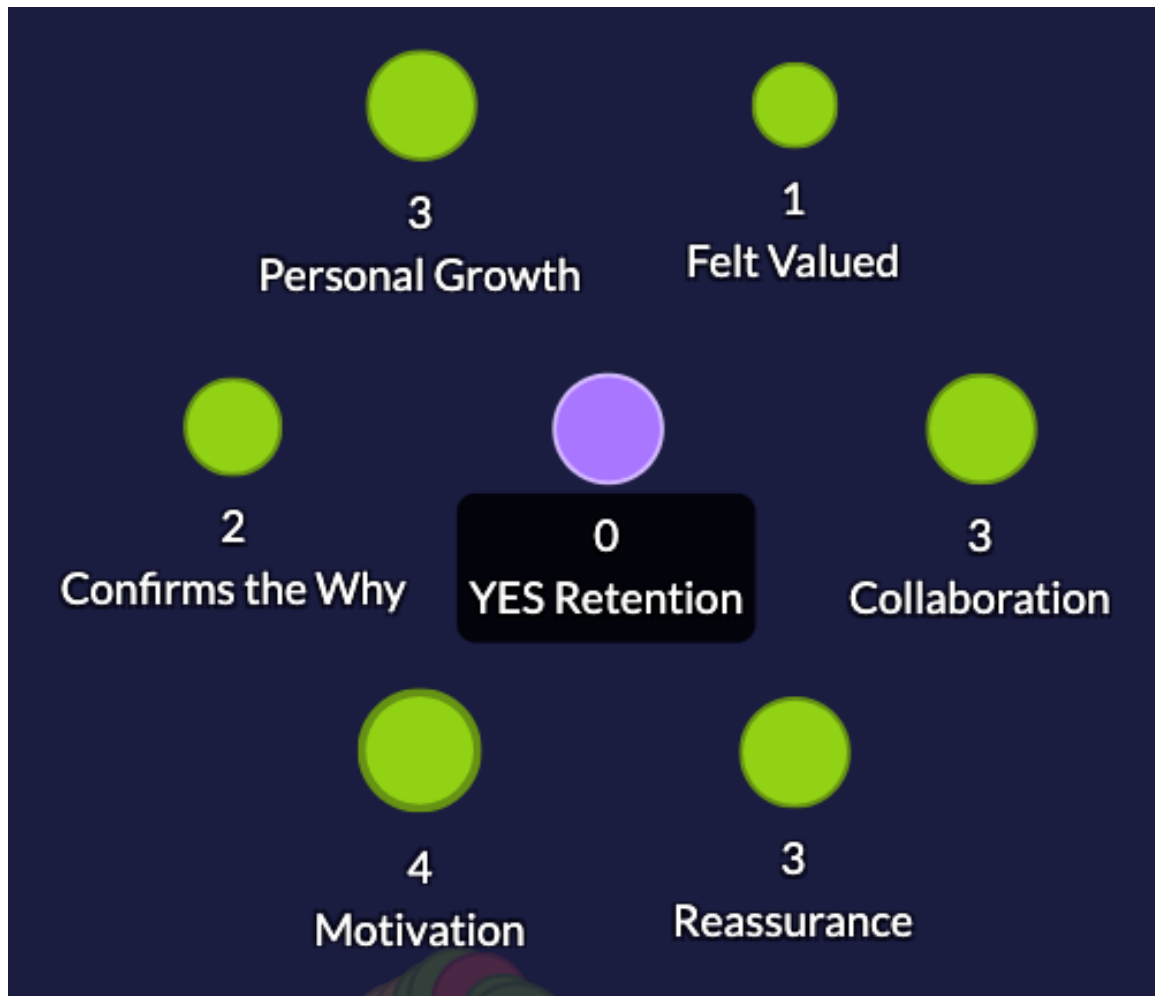 3
Personal Growth
1
Felt Valued
2
Confirms the Why
0
YES Retention
3
Collaboration
4
Motivation
3
Reassurance